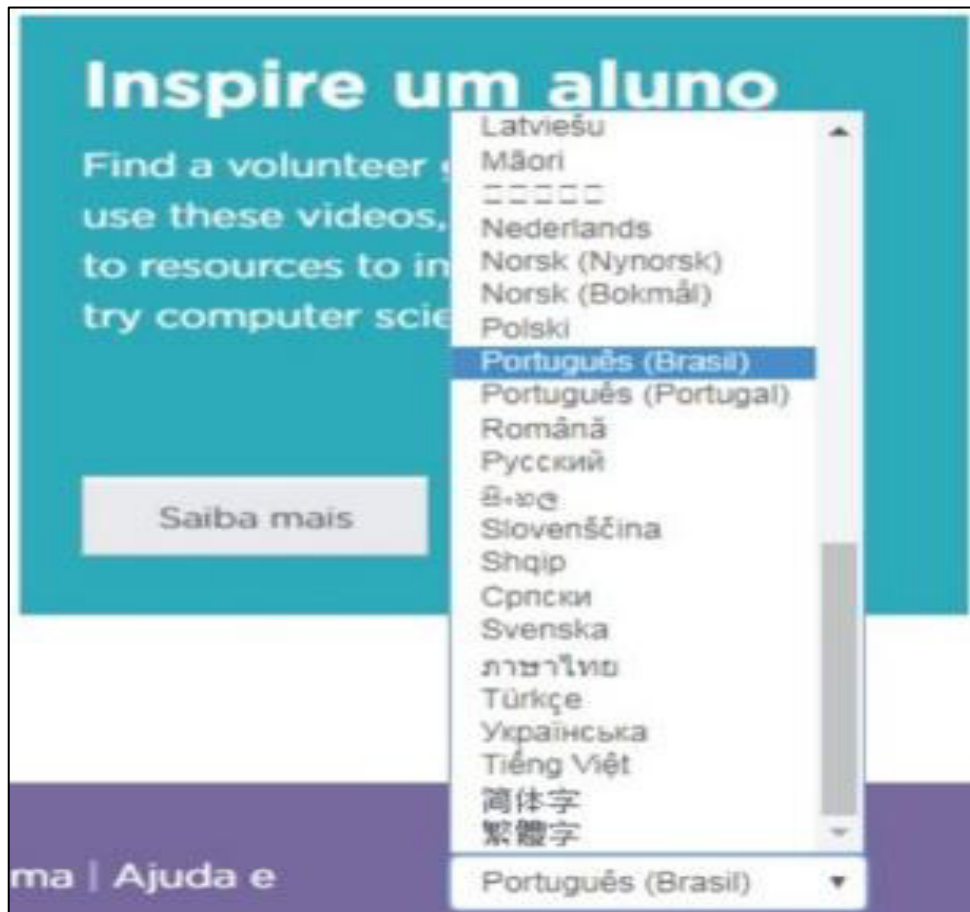 Inspire um aluno
Find a volunteer
use these videos,
to resources to in
try computer scie
Saiba mais
Latviešu
Māori
Nederlands
Norsk (Nynorsk)
Norsk (Bokmål)
Polski
Português (Brasil)
Português (Portugal)
Română
Русский
සිංහල
Slovenščina
Shqip
Српски
Svenska
ภาษาไทย
Türkçe
Українська
Tiếng Việt
简体字
繁體字
ma | Ajuda e
Português (Brasil)